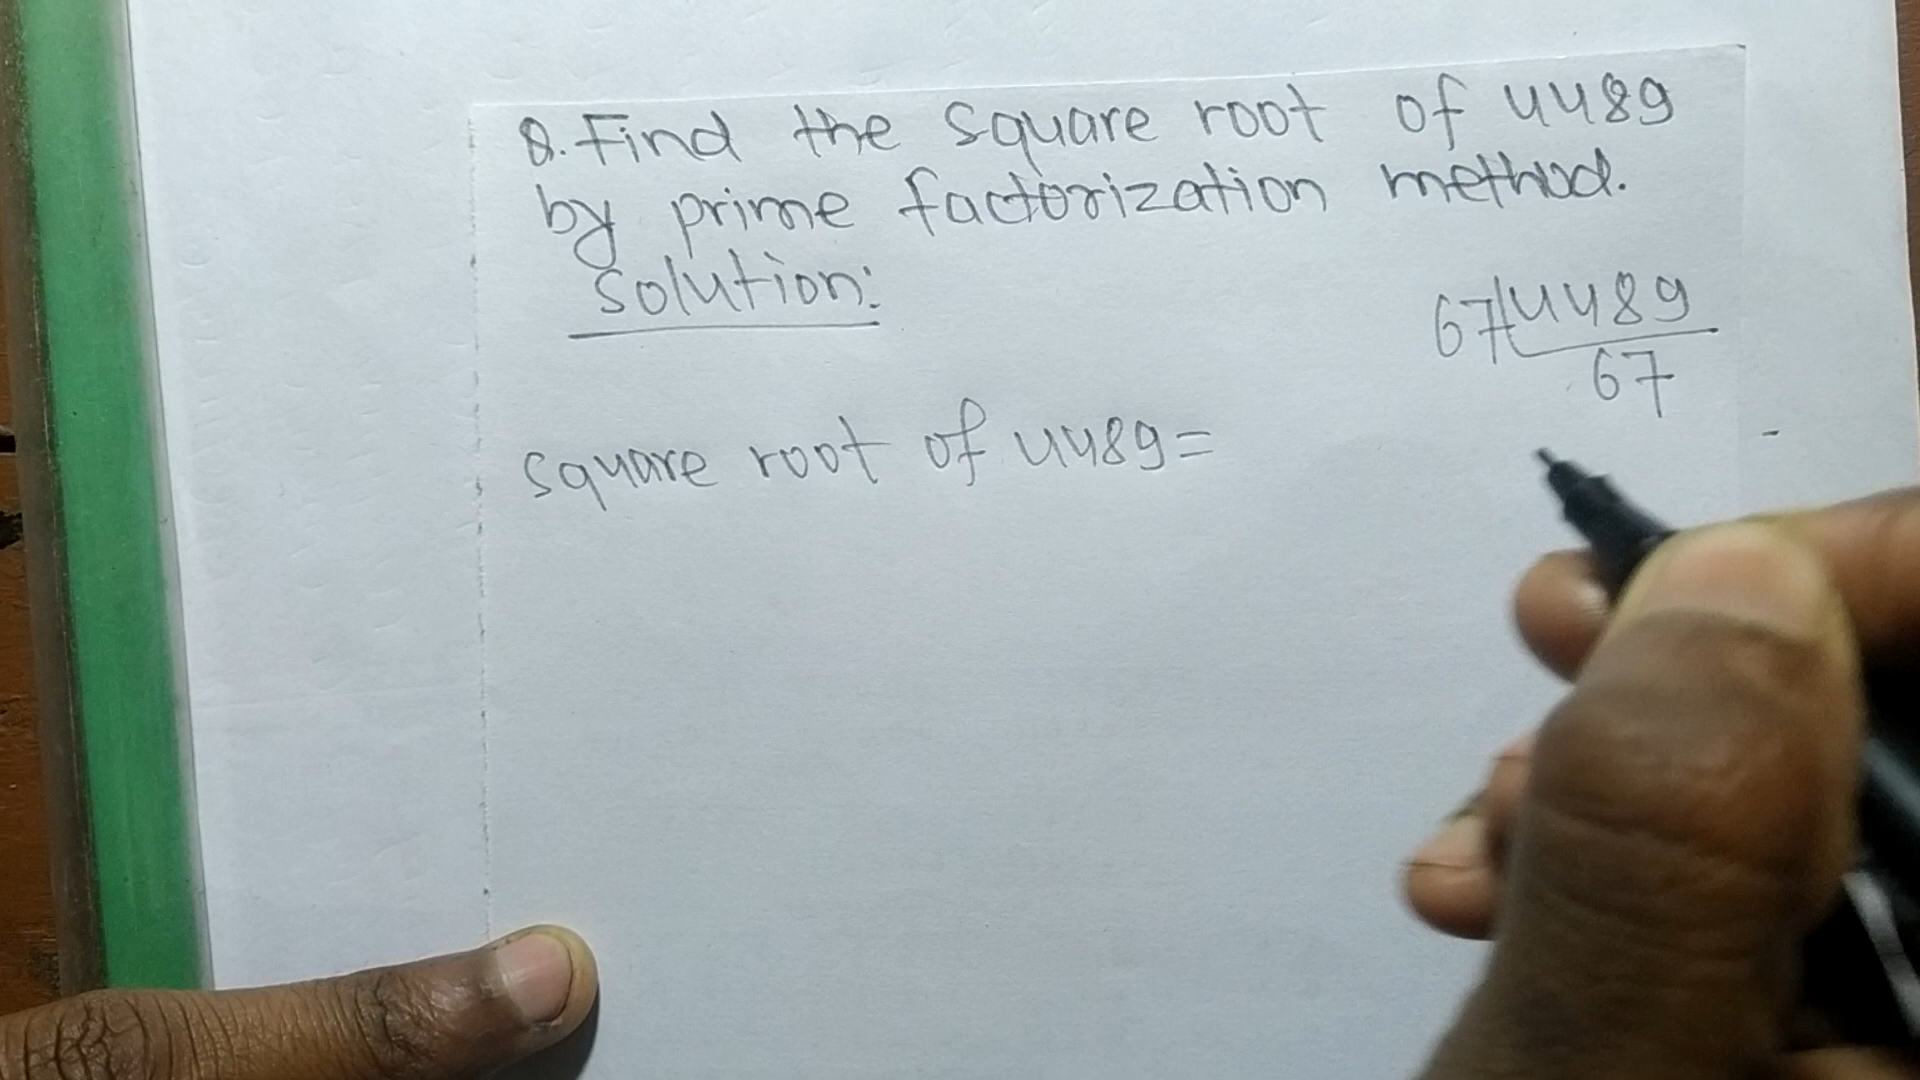 Q. Find the square root of 4489
by prime factorization method.
Solution:
67 4489
67
square root of 4489=